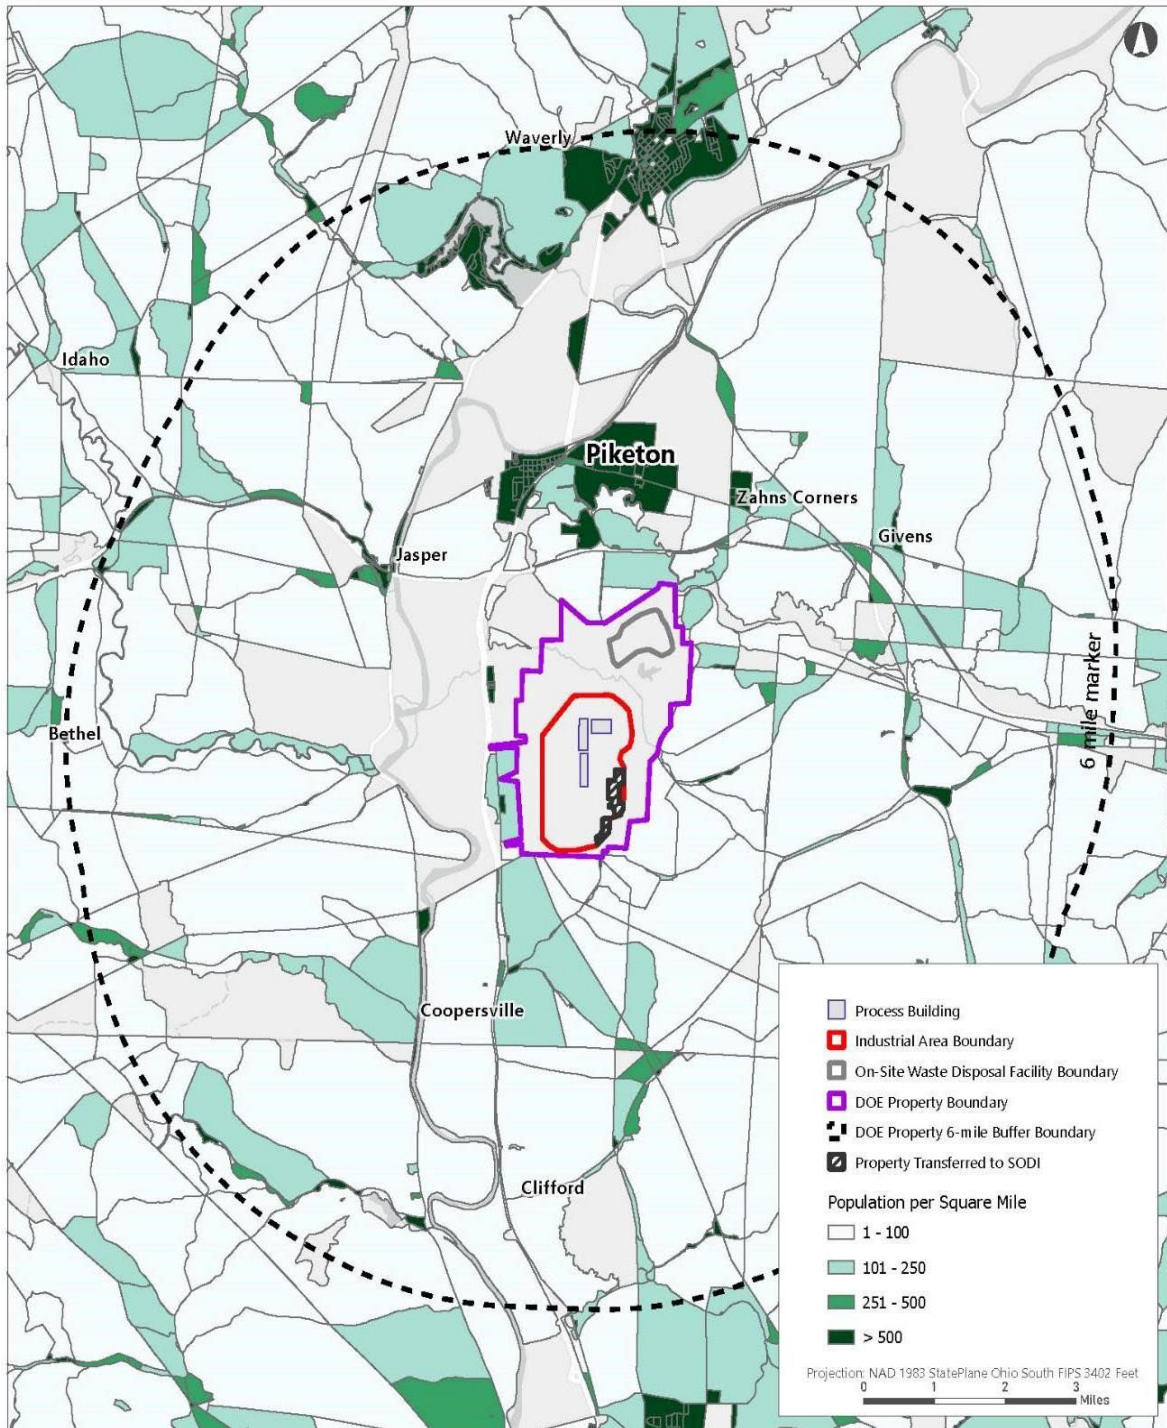 Waverly
Idaho
Piketon
Zahns Corners
Givens
Jasper
6 mile marker
Bethel
Coopersville
Clifford
Process Building
Industrial Area Boundary
On-Site Waste Disposal Facility Boundary
DOE Property Boundary
DOE Property 6-mile Buffer Boundary
Property Transferred to SODI
Population per Square Mile
1 - 100
101 - 250
251 - 500
> 500
Projection: NAD 1983 StatePlane Ohio South FIPS 3402 Feet
0 1 2 3
Miles